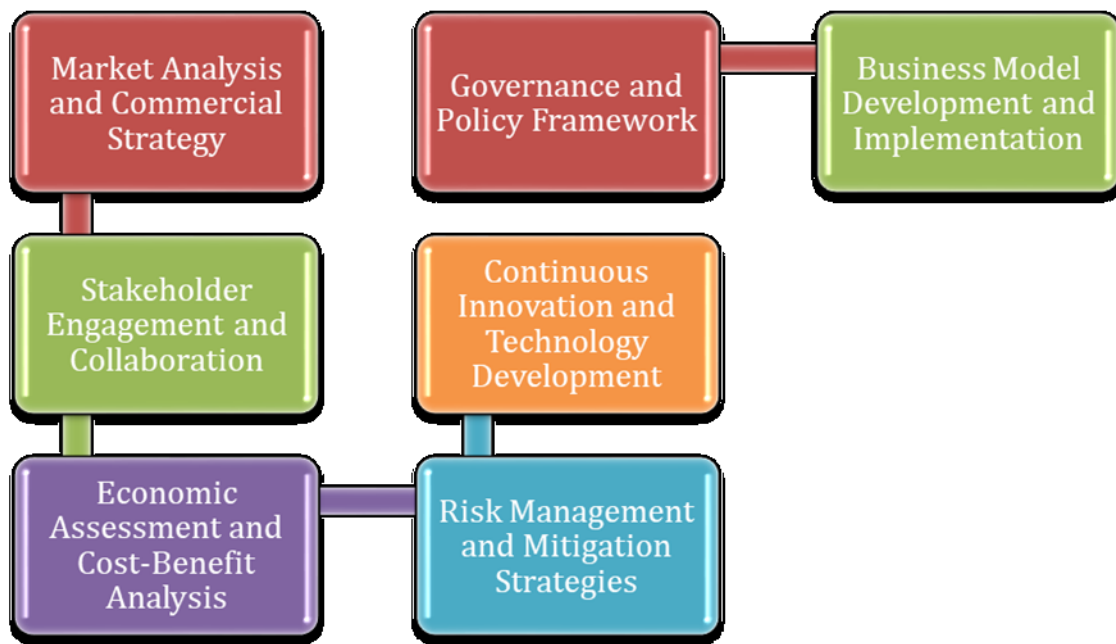 Market Analysis
and Commercial
Strategy
Governance and
Policy Framework
Business Model
Development and
Implementation
Stakeholder
Engagement and
Collaboration
Continuous
Innovation and
Technology
Development
Economic
Assessment and
Cost-Benefit
Analysis
Risk Management
and Mitigation
Strategies